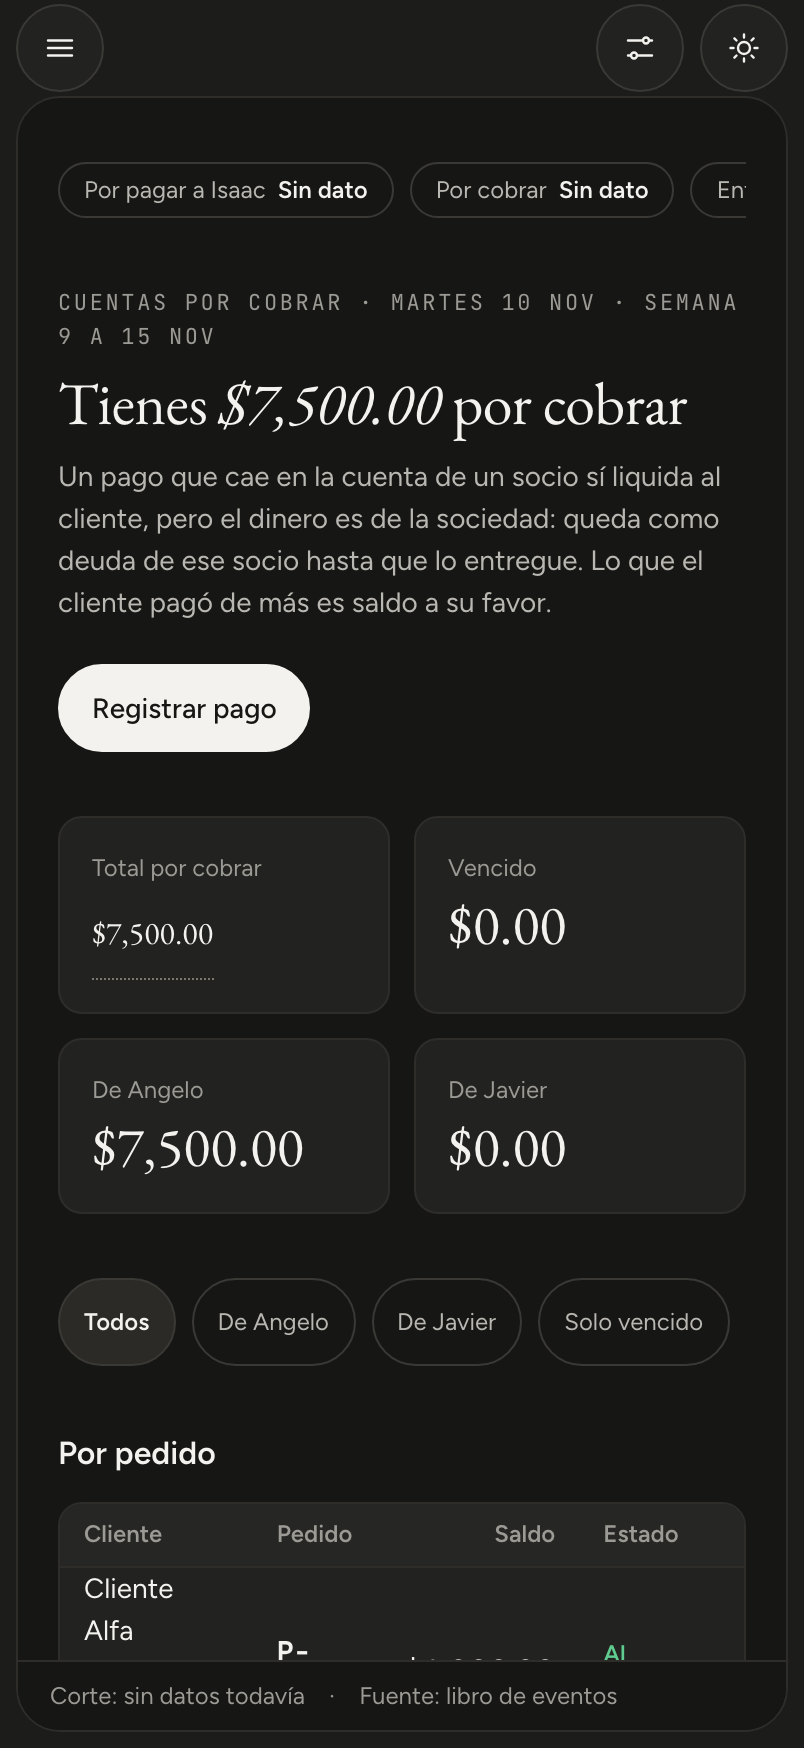 Por pagar a Isaac Sin dato
Por cobrar Sin dato
CUENTAS POR COBRAR · MARTES 10 NOV · SEMANA
9 A 15 NOV
Tienes $7,500.00 por cobrar
Un pago que cae en la cuenta de un socio sí liquida al
cliente, pero el dinero es de la sociedad: queda como
deuda de ese socio hasta que lo entregue. Lo que el
cliente pagó de más es saldo a su favor.
Registrar pago
Total por cobrar
$7,500.00
Vencido
$0.00
De Angelo
$7,500.00
De Javier
$0.00
Todos
De Angelo
De Javier
Solo vencido
Por pedido
Cliente Pedido Saldo Estado
Cliente
Alfa
P-
Al
Corte: sin datos todavía · Fuente: libro de eventos